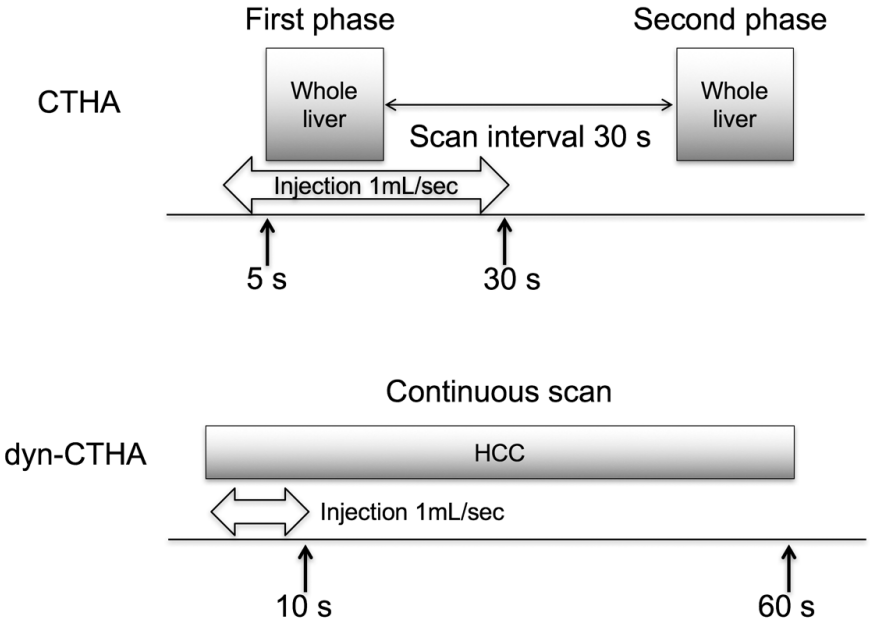 First phase
Second phase
CTHA
Whole
liver
Whole
liver
Scan interval 30 s
Injection 1mL/sec
5 s
30 s
Continuous scan
dyn-CTHA
HCC
Injection 1mL/sec
10 s
60 s